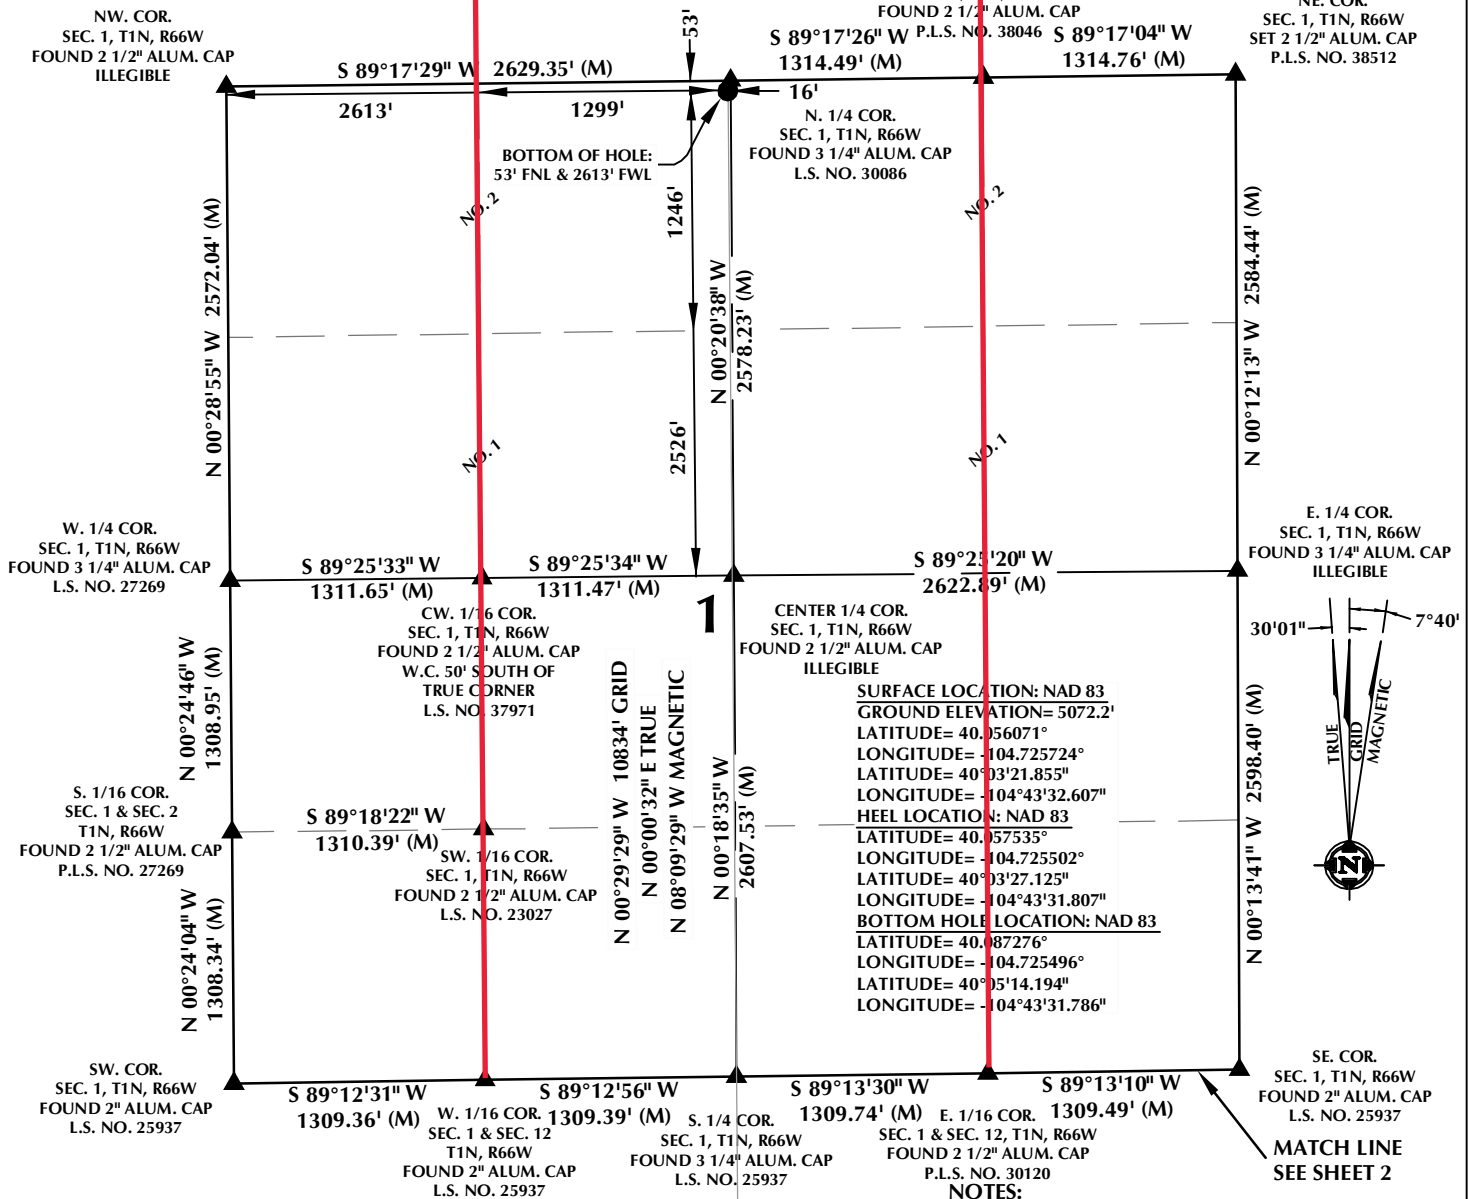 NW. COR.
SEC. 1, T1N, R66W
FOUND 2 1/2" ALUM. CAP
ILLEGIBLE
S 89°17'29" W 2629.35' (M)
2613'
1299'
53'
FOUND 2 1/2" ALUM. CAP
P.L.S. NO. 38046
S 89°17'26" W
1314.49' (M)
S 89°17'04" W
1314.76' (M)
NE. COR.
SEC. 1, T1N, R66W
SET 2 1/2" ALUM. CAP
P.L.S. NO. 38512
16'
N. 1/4 COR.
SEC. 1, T1N, R66W
FOUND 3 1/4" ALUM. CAP
L.S. NO. 30086
BOTTOM OF HOLE:
53' FNL & 2613' FWL
NO. 2
NO. 2
1246'
N 00°28'55" W 2572.04' (M)
N 00°20'38" W
2578.23' (M)
N 00°12'13" W 2584.44' (M)
NO. 1
NO. 1
2526'
W. 1/4 COR.
SEC. 1, T1N, R66W
FOUND 3 1/4" ALUM. CAP
L.S. NO. 27269
S 89°25'33" W
1311.65' (M)
S 89°25'34" W
1311.47' (M)
S 89°25'20" W
2622.89' (M)
E. 1/4 COR.
SEC. 1, T1N, R66W
FOUND 3 1/4" ALUM. CAP
ILLEGIBLE
CW. 1/16 COR.
SEC. 1, T1N, R66W
FOUND 2 1/2" ALUM. CAP
W.C. 50' SOUTH OF
TRUE CORNER
L.S. NO. 37971
1
CENTER 1/4 COR.
SEC. 1, T1N, R66W
FOUND 2 1/2" ALUM. CAP
ILLEGIBLE
30'01"
7°40'
TRUE
GRID
MAGNETIC
N
N 00°24'46" W
1308.95' (M)
N 00°29'29" W 10834' GRID
N 00°00'32" E TRUE
N 08°09'29" W MAGNETIC
N 00°18'35" W
2607.53' (M)
SURFACE LOCATION: NAD 83
GROUND ELEVATION= 5072.2'
LATITUDE= 40.056071°
LONGITUDE= -104.725724°
LATITUDE= 40°03'21.855"
LONGITUDE= -104°43'32.607"
HEEL LOCATION: NAD 83
LATITUDE= 40.057535°
LONGITUDE= -104.725502°
LATITUDE= 40°03'27.125"
LONGITUDE= -104°43'31.807"
BOTTOM HOLE LOCATION: NAD 83
LATITUDE= 40.087276°
LONGITUDE= -104.725496°
LATITUDE= 40°05'14.194"
LONGITUDE= -104°43'31.786"
N 00°13'41" W 2598.40' (M)
S. 1/16 COR.
SEC. 1 & SEC. 2
T1N, R66W
FOUND 2 1/2" ALUM. CAP
P.L.S. NO. 27269
S 89°18'22" W
1310.39' (M)
SW. 1/16 COR.
SEC. 1, T1N, R66W
FOUND 2 1/2" ALUM. CAP
L.S. NO. 23027
N 00°24'04" W
1308.34' (M)
SW. COR.
SEC. 1, T1N, R66W
FOUND 2" ALUM. CAP
L.S. NO. 25937
S 89°12'31" W
1309.36' (M)
W. 1/16 COR.
SEC. 1 & SEC. 12
T1N, R66W
FOUND 2" ALUM. CAP
L.S. NO. 25937
S 89°12'56" W
1309.39' (M)
S. 1/4 COR.
SEC. 1, T1N, R66W
FOUND 3 1/4" ALUM. CAP
L.S. NO. 25937
S 89°13'30" W
1309.74' (M)
E. 1/16 COR.
SEC. 1 & SEC. 12, T1N, R66W
FOUND 2 1/2" ALUM. CAP
P.L.S. NO. 30120
S 89°13'10" W
1309.49' (M)
SE. COR.
SEC. 1, T1N, R66W
FOUND 2" ALUM. CAP
L.S. NO. 25937
MATCH LINE
SEE SHEET 2
NOTES: